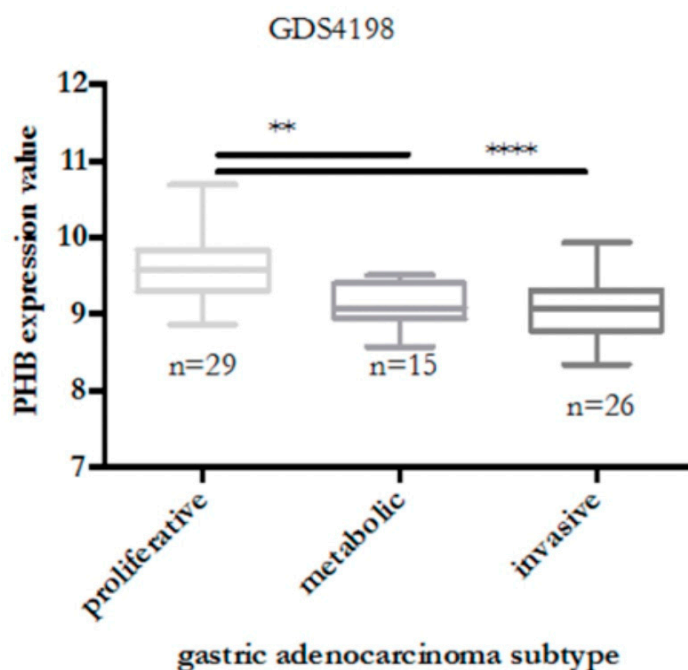 GDS4198
PHB expression value
12
11
10
9
8
7
**
****
n=29
n=15
n=26
proliferative
metabolic
invasive
gastric adenocarcinoma subtype